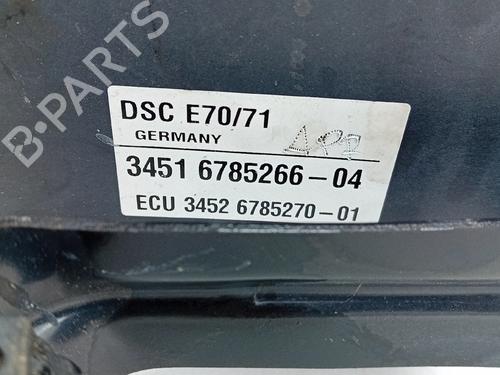 DSC E70/71
GERMANY
3451 6785266-04
ECU 3452 6785270-01
B-PARTS